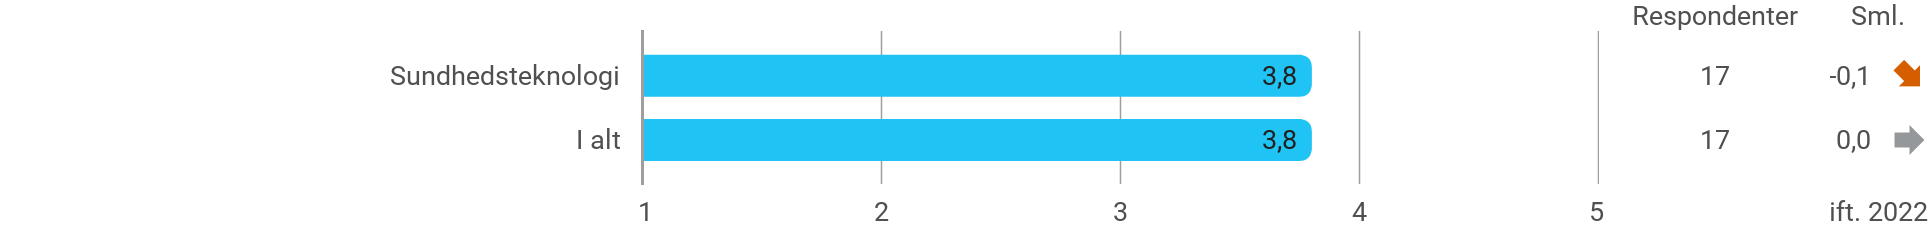 Respondenter Sml.
Sundhedsteknologi 3,8 17 -0,1
I alt 3,8 17 0,0
1 2 3 4 5 ift. 2022